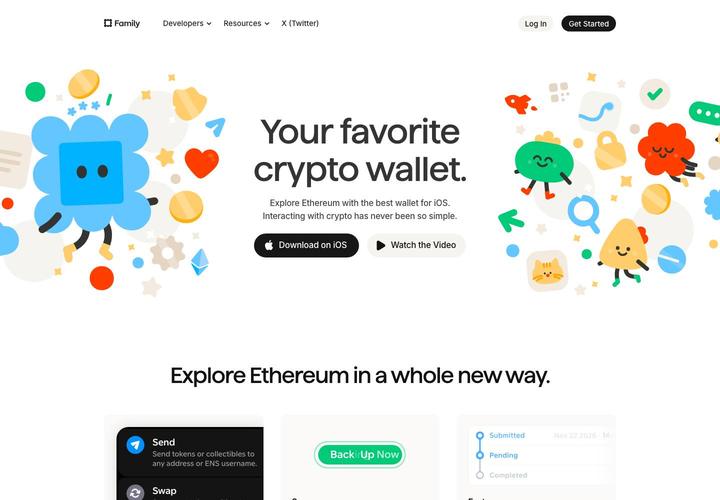 Family
Developers
Resources
X (Twitter)
Log In
Get Started
Your favorite
crypto wallet.
Explore Ethereum with the best wallet for iOS.
Interacting with crypto has never been so simple.
Download on iOS
Watch the Video
Explore Ethereum in a whole new way.
Send
Send tokens or collectibles to
any address or ENS username.
Swap
Back Up Now
Submitted
Nov 22 2026
Pending
Completed